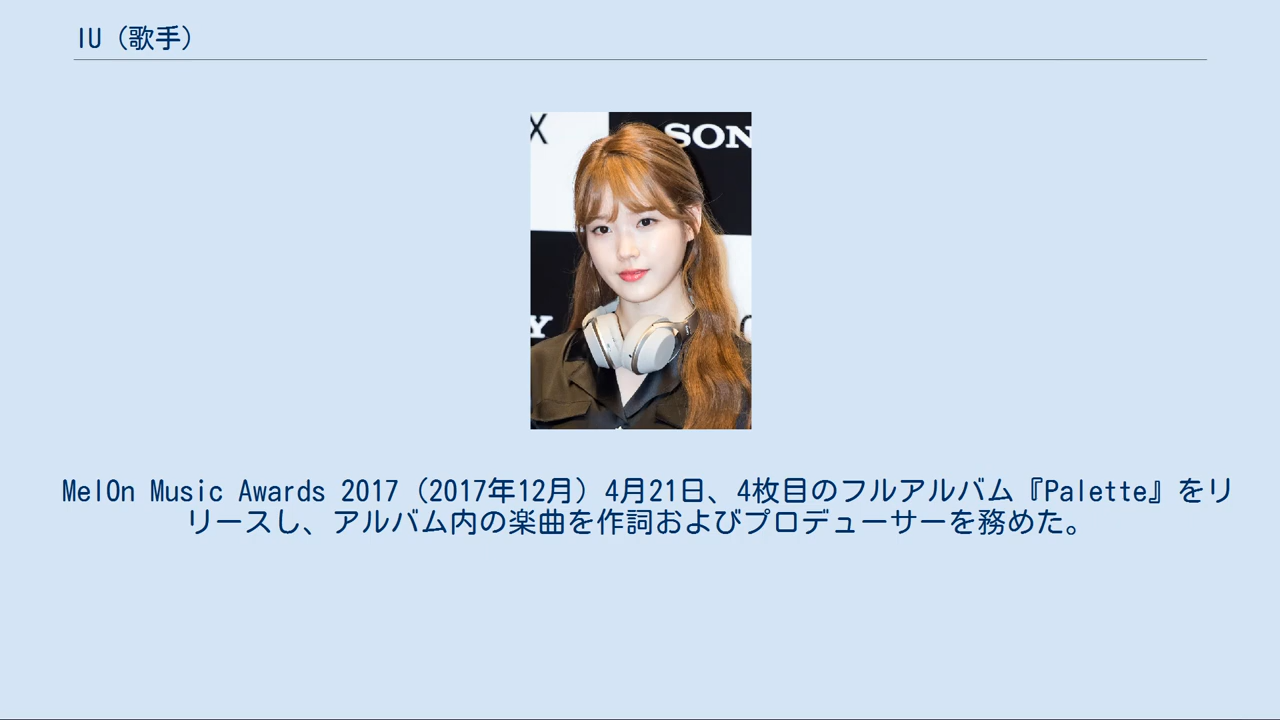 IU（歌手）
X
SON
Y
MelOn Music Awards 2017（2017年12月）4月21日、4枚目のフルアルバム『Palette』をリ
リースし、アルバム内の楽曲を作詞およびプロデューサーを務めた。